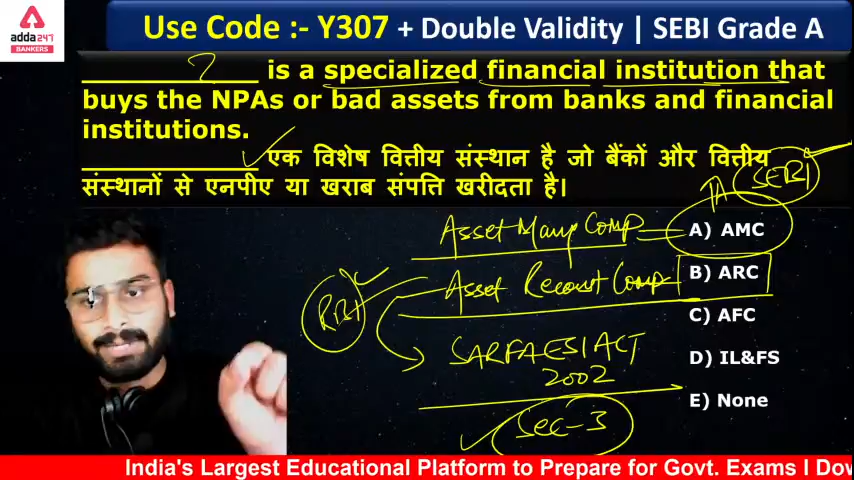 Use Code :- Y307 + Double Validity | SEBI Grade A
adda247
BANKERS
? is a specialized financial institution that
buys the NPAs or bad assets from banks and financial
institutions.
एक विशेष वित्तीय संस्थान है जो बैंकों और वित्तीय
संस्थानों से एनपीए या खराब संपत्ति खरीदता है।
SEBI
Asset Mang Comp
A) AMC
Asset Reconst Comp
B) ARC
RBI
C) AFC
SARFAESI ACT
2002
D) IL&FS
E) None
Sec-3
India's Largest Educational Platform to Prepare for Govt. Exams I Dov